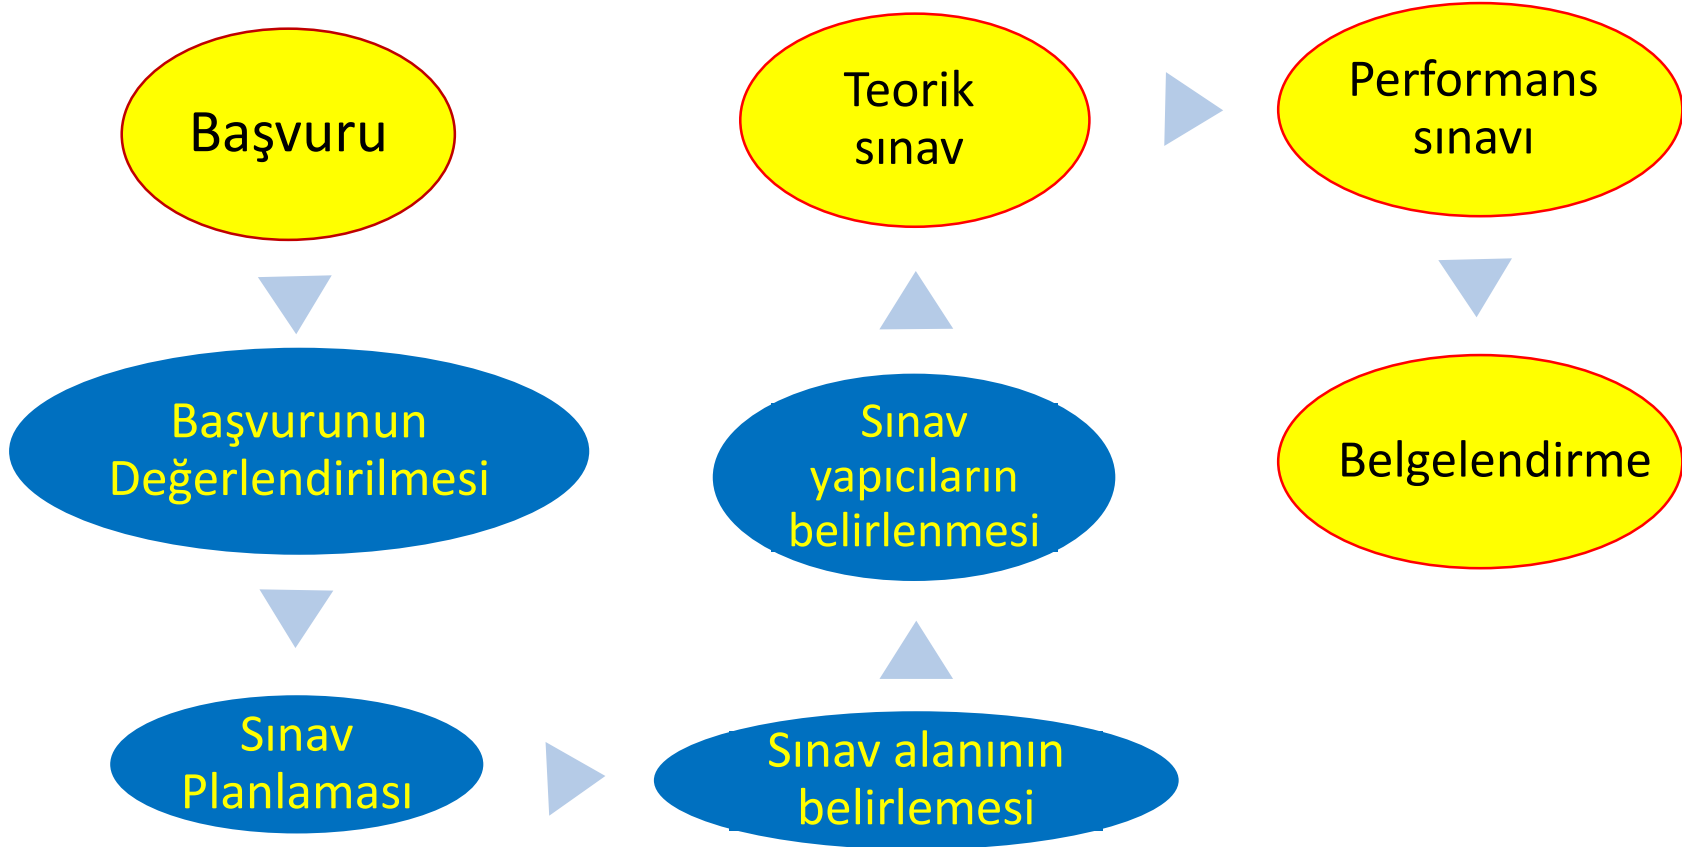 Başvuru
Başvurunun
Değerlendirilmesi
Sınav
Planlaması
Sınav alanının
belirlemesi
Sınav
yapıcıların
belirlenmesi
Teorik
sınav
Performans
sınavı
Belgelendirme